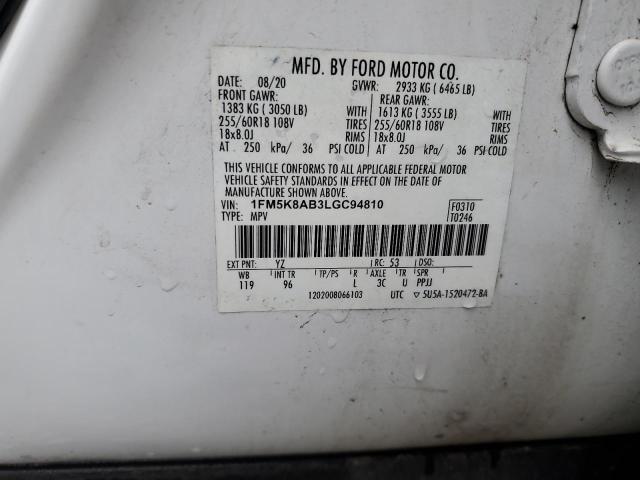 MFD. BY FORD MOTOR CO.
DATE: 08/20 GVWR: 2933 KG ( 6465 LB)
FRONT GAWR: REAR GAWR:
1383 KG ( 3050 LB) WITH 1613 KG ( 3555 LB) WITH
255/60R18 108V TIRES 255/60R18 108V TIRES
18x8.0J RIMS 18x8.0J RIMS
AT 250 kPa/ 36 PSI COLD AT 250 kPa/ 36 PSI COLD
THIS VEHICLE CONFORMS TO ALL APPLICABLE FEDERAL MOTOR
VEHICLE SAFETY STANDARDS IN EFFECT ON THE DATE OF
MANUFACTURE SHOWN ABOVE.
VIN: 1FM5K8AB3LGC94810 F0310
TYPE: MPV T0246
EXT PNT: YZ RC: 53 DSO:
WB INT TR TP/PS R AXLE TR SPR
119 96 L 3C U PPJJ
1202008066103 UTC ▽ 5U5A-1520472-BA